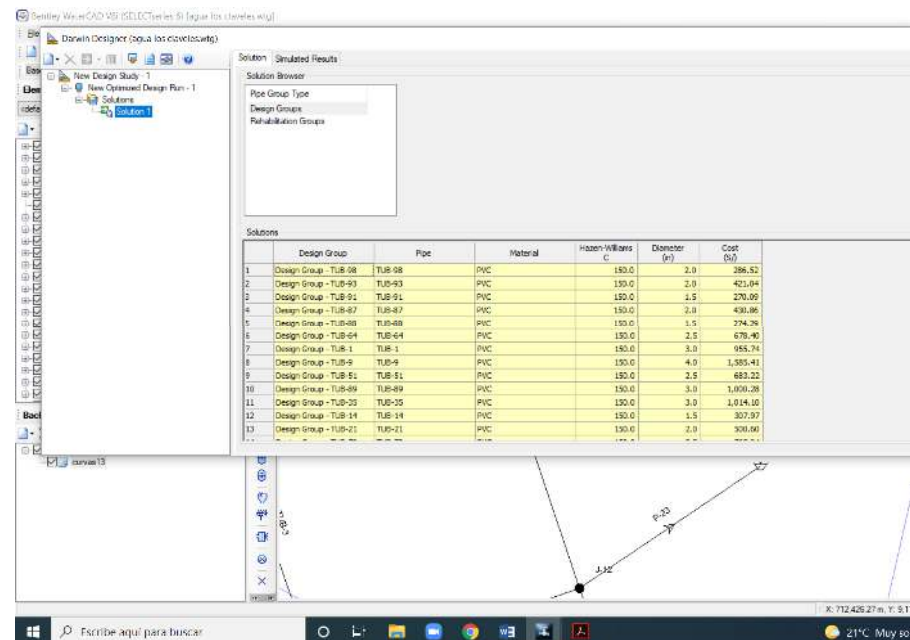 Bentley WaterCAD V8i (SELECTseries 6) [agua los claveles.wtg]
Darwin Designer (agua los claveles.wtg)
New Design Study - 1
New Optimized Design Run - 1
Solutions
Solution 1
Solution Simulated Results
Solution Browser
Pipe Group Type
Design Groups
Rehabilitation Groups
Solutions
Design Group Pipe Material Hazen-Williams C Diameter (in) Cost (S/)
1 Design Group - TUB-98 TUB-98 PVC 150.0 2.0 286.52
2 Design Group - TUB-93 TUB-93 PVC 150.0 2.0 421.04
3 Design Group - TUB-91 TUB-91 PVC 150.0 1.5 270.09
4 Design Group - TUB-87 TUB-87 PVC 150.0 2.0 430.86
5 Design Group - TUB-88 TUB-88 PVC 150.0 1.5 274.29
6 Design Group - TUB-64 TUB-64 PVC 150.0 2.5 678.40
7 Design Group - TUB-1 TUB-1 PVC 150.0 3.0 955.74
8 Design Group - TUB-9 TUB-9 PVC 150.0 4.0 1,585.41
9 Design Group - TUB-51 TUB-51 PVC 150.0 2.5 683.22
10 Design Group - TUB-89 TUB-89 PVC 150.0 3.0 1,008.28
11 Design Group - TUB-35 TUB-35 PVC 150.0 3.0 1,014.10
12 Design Group - TUB-14 TUB-14 PVC 150.0 1.5 307.97
13 Design Group - TUB-21 TUB-21 PVC 150.0 2.0 500.60
Bacl
curvas13
P-23
J-12
X: 712,426.27 m, Y: 9,1
Escribe aquí para buscar
21°C Muy so